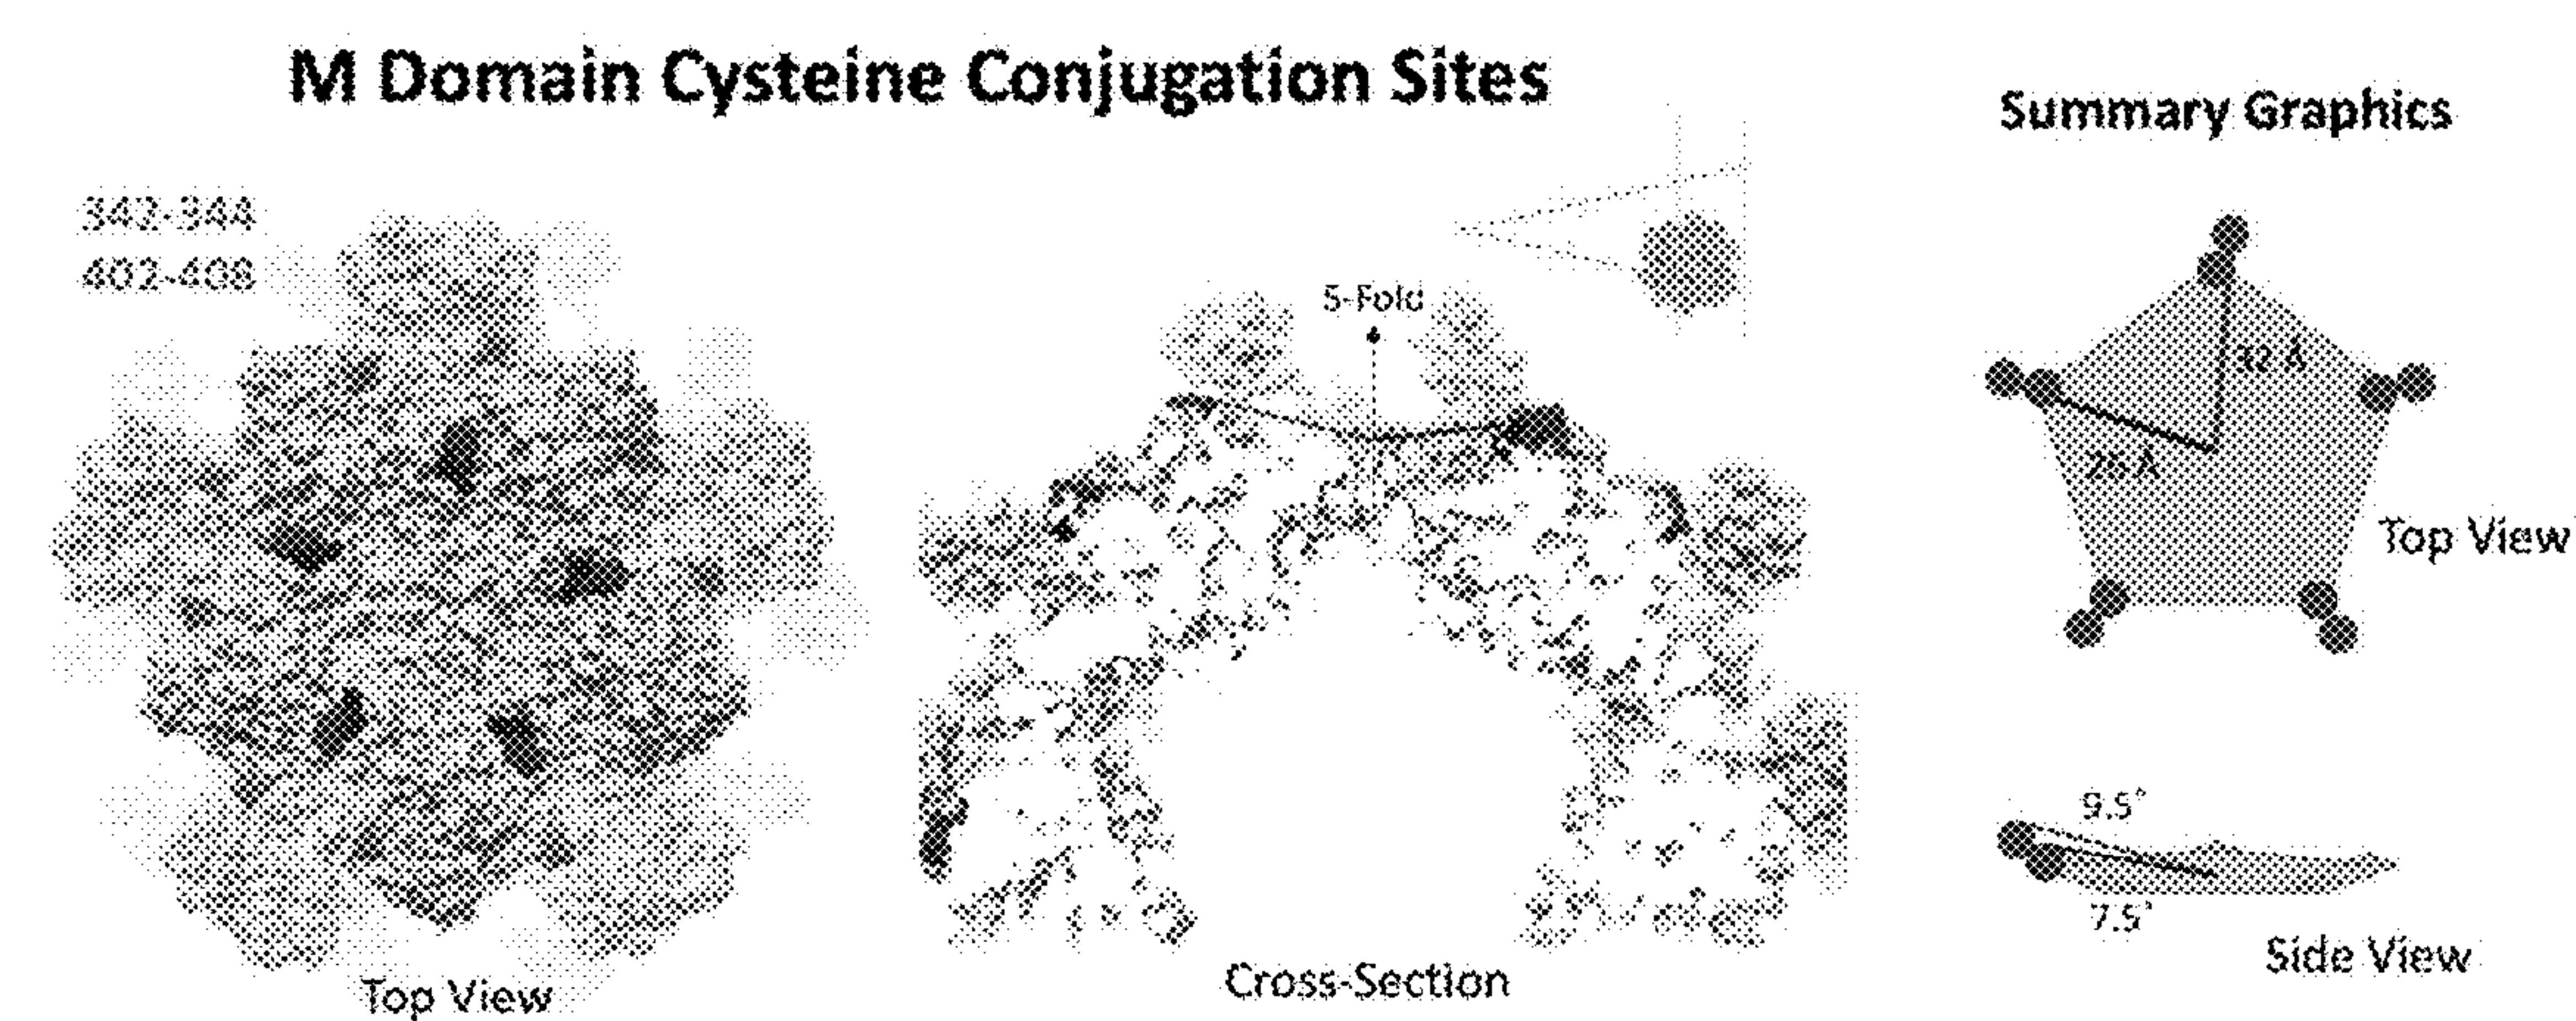 M Domain Cysteine Conjugation Sites
Summary Graphics
342-344
402-408
5-Fold
32 Å
Top View
9.5°
7.5°
Side View
Top View
Cross-Section